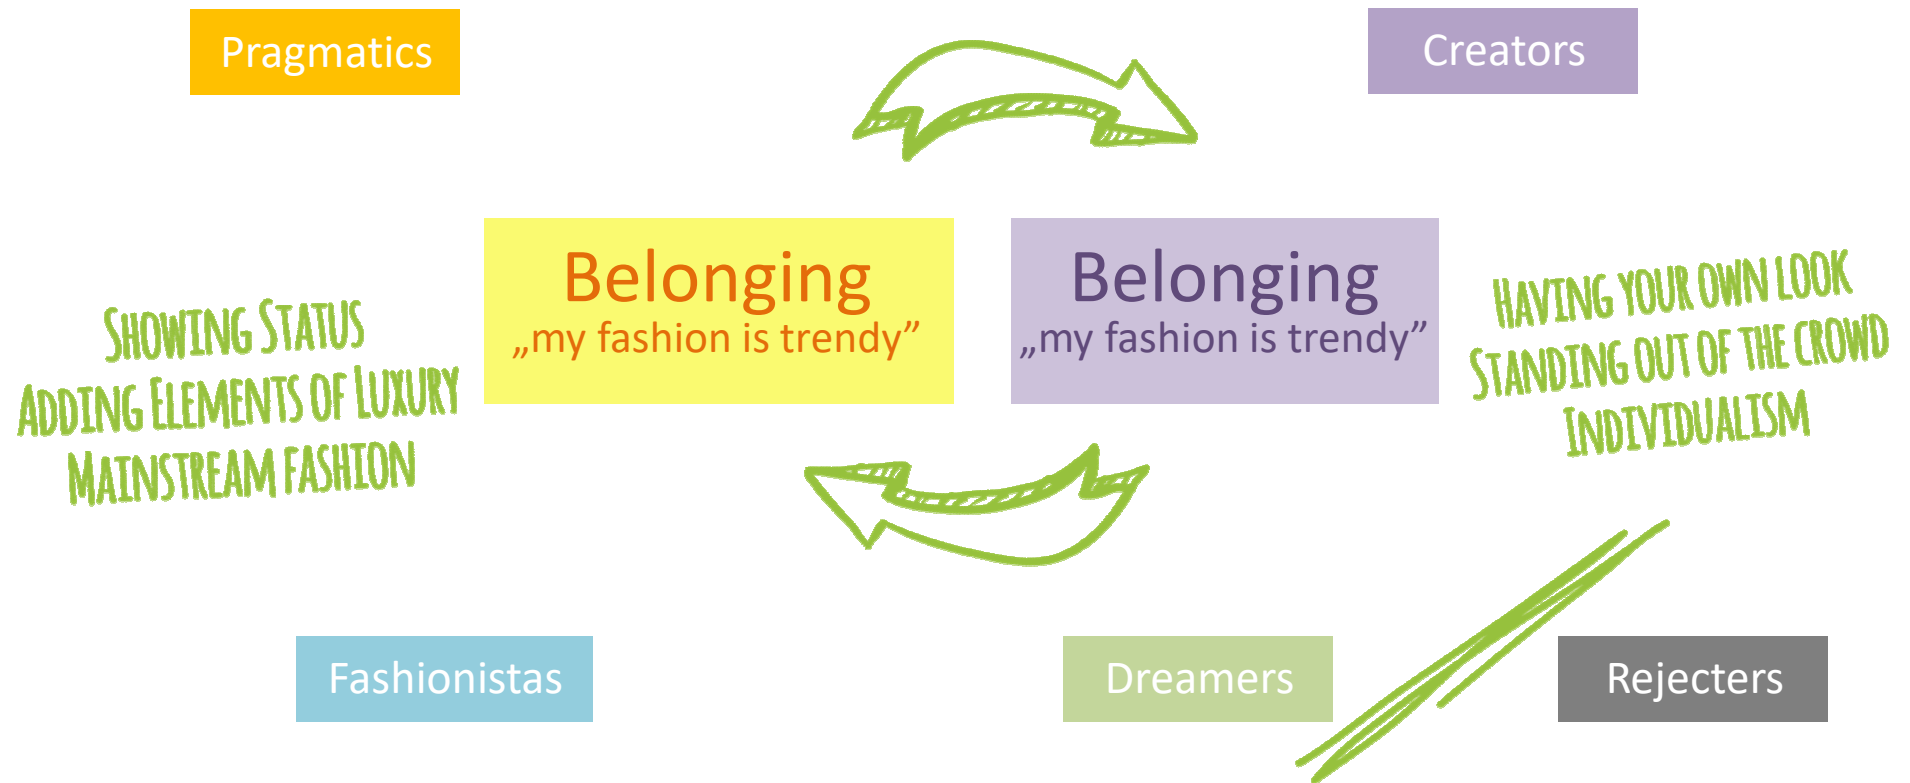 Pragmatics
Creators
Belonging
„my fashion is trendy”
Belonging
„my fashion is trendy”
Showing Status
Adding Elements of Luxury
Mainstream fashion
Having your own look
Standing out of the crowd
Individualism
Fashionistas
Dreamers
Rejecters